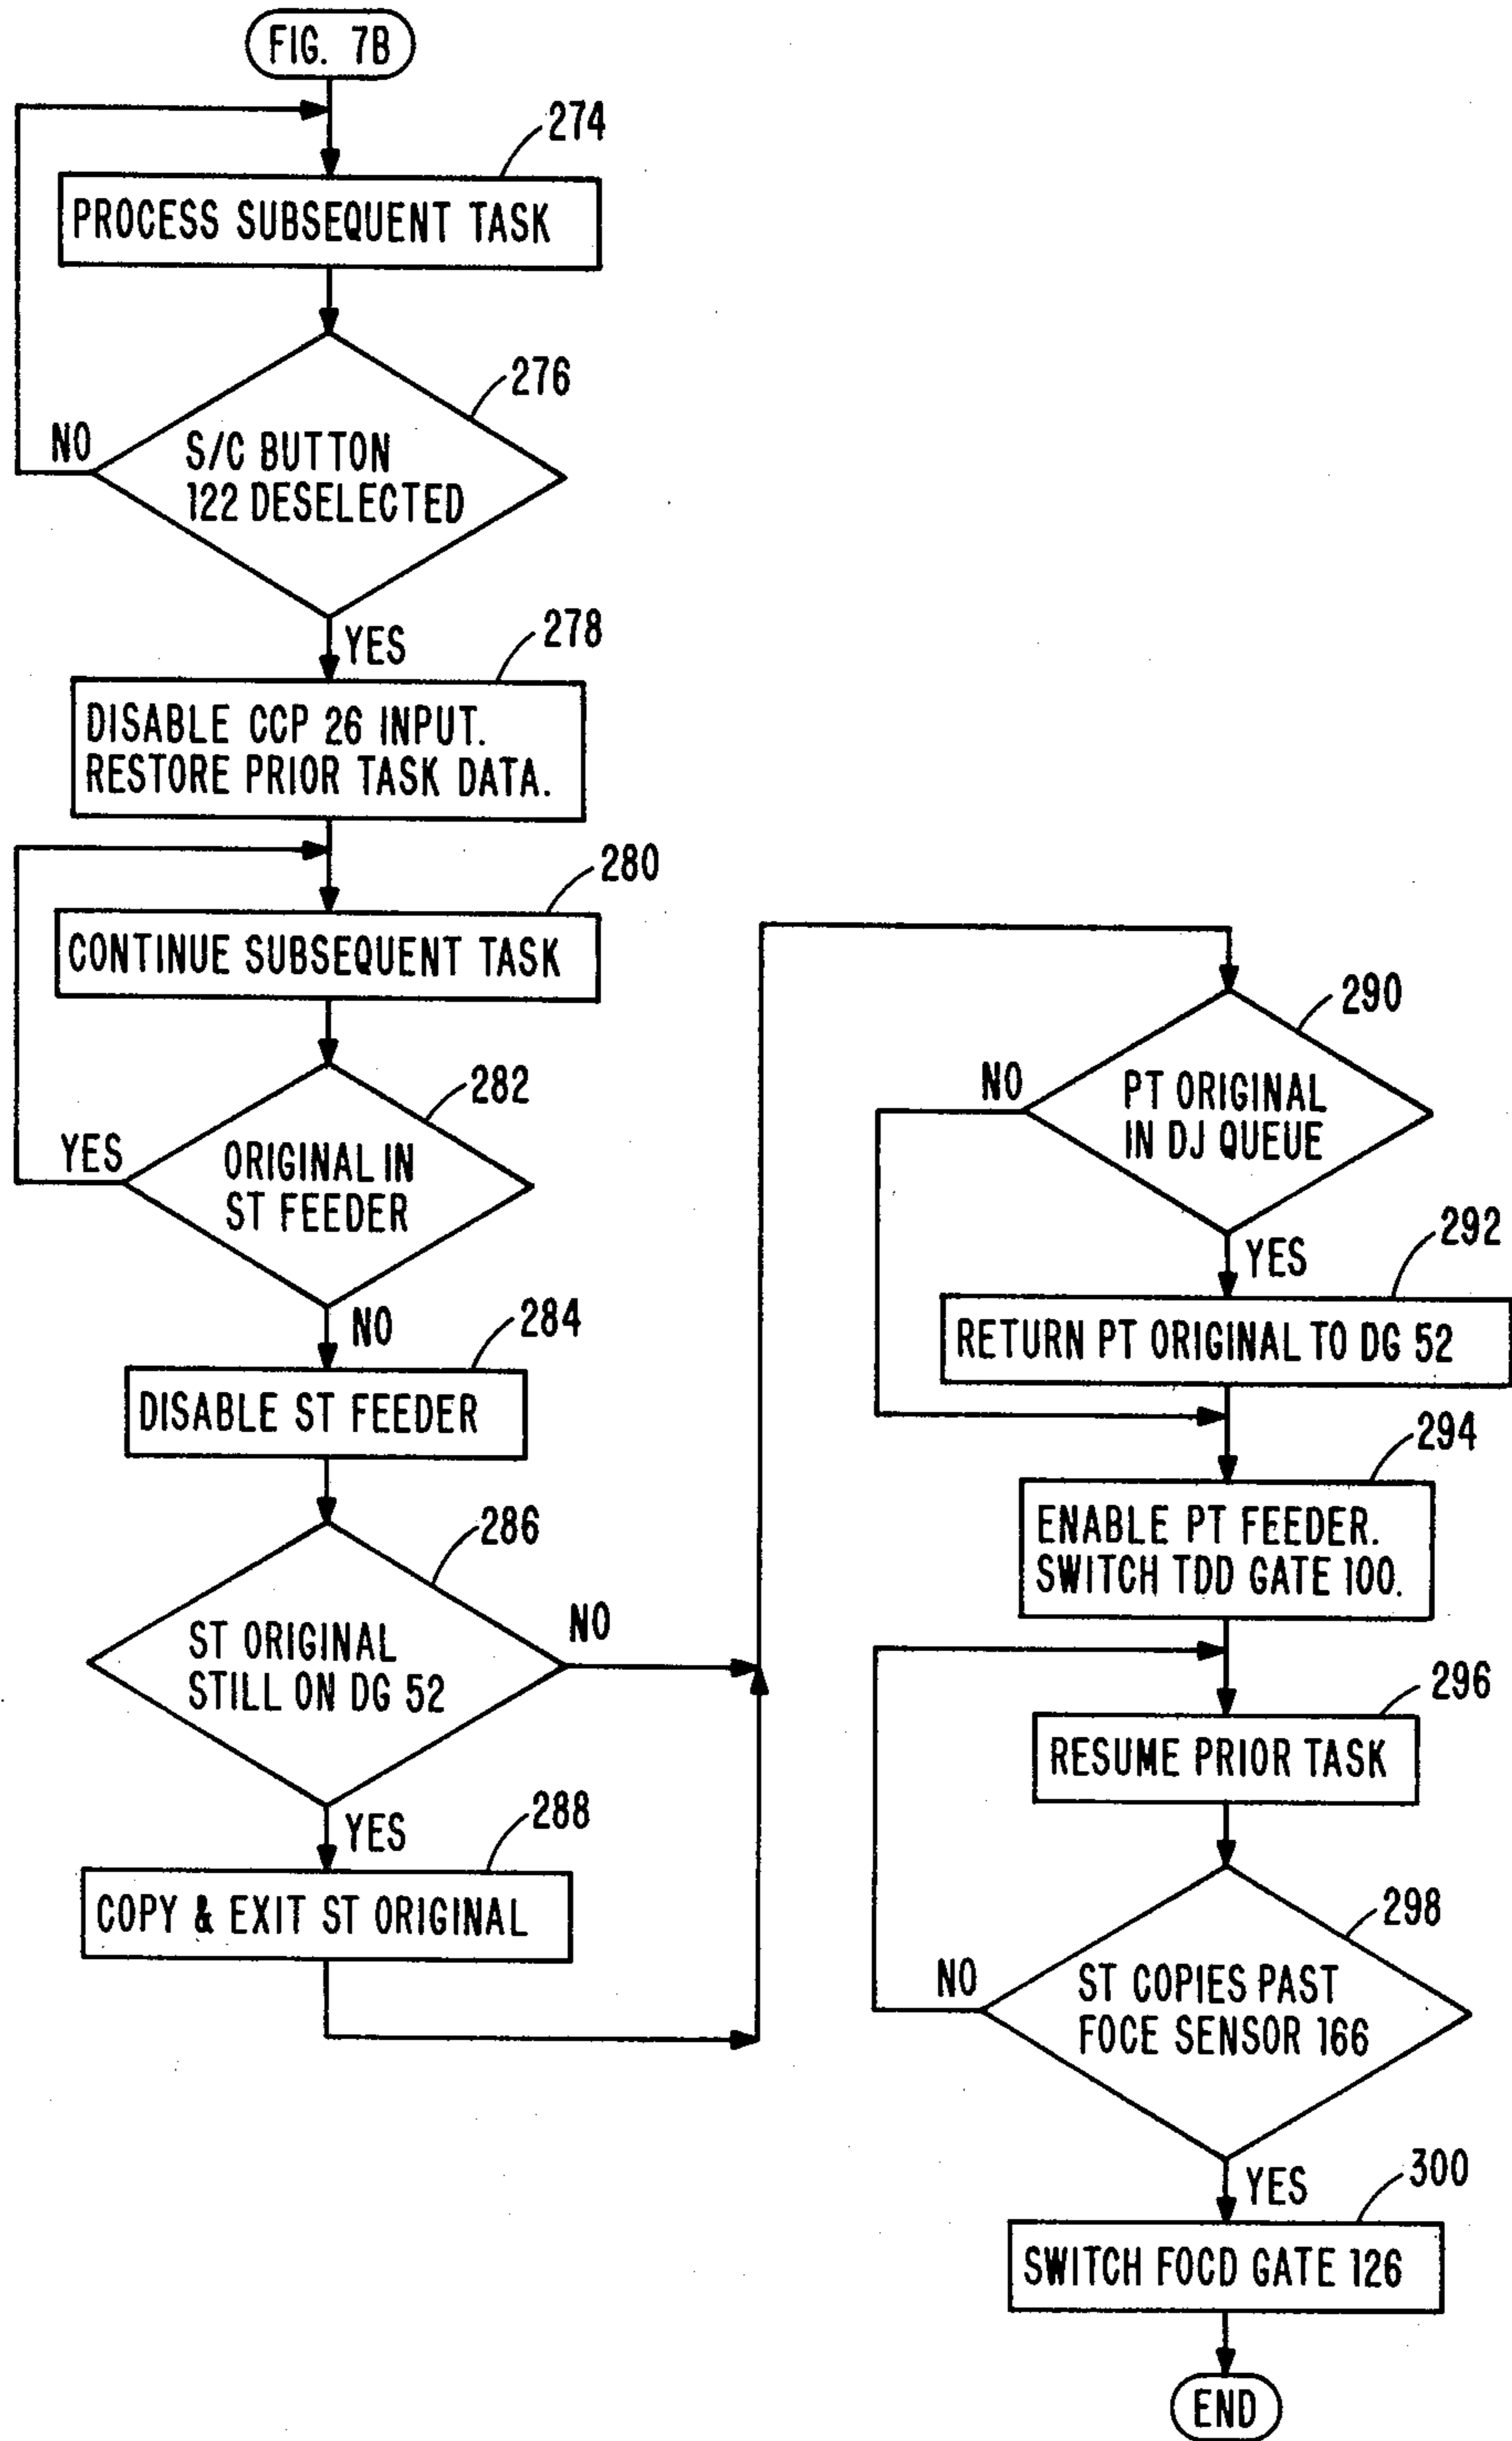 FIG. 7B
274
PROCESS SUBSEQUENT TASK
276
NO
S/C BUTTON
122 DESELECTED
YES
278
DISABLE CCP 26 INPUT.
RESTORE PRIOR TASK DATA.
280
CONTINUE SUBSEQUENT TASK
282
YES
ORIGINAL IN
ST FEEDER
NO
284
DISABLE ST FEEDER
286
NO
ST ORIGINAL
STILL ON DG 52
YES
288
COPY & EXIT ST ORIGINAL
290
NO
PT ORIGINAL
IN DJ QUEUE
YES
292
RETURN PT ORIGINAL TO DG 52
294
ENABLE PT FEEDER.
SWITCH TDD GATE 100.
296
RESUME PRIOR TASK
298
NO
ST COPIES PAST
FOCE SENSOR 166
YES
300
SWITCH FOCD GATE 126
END